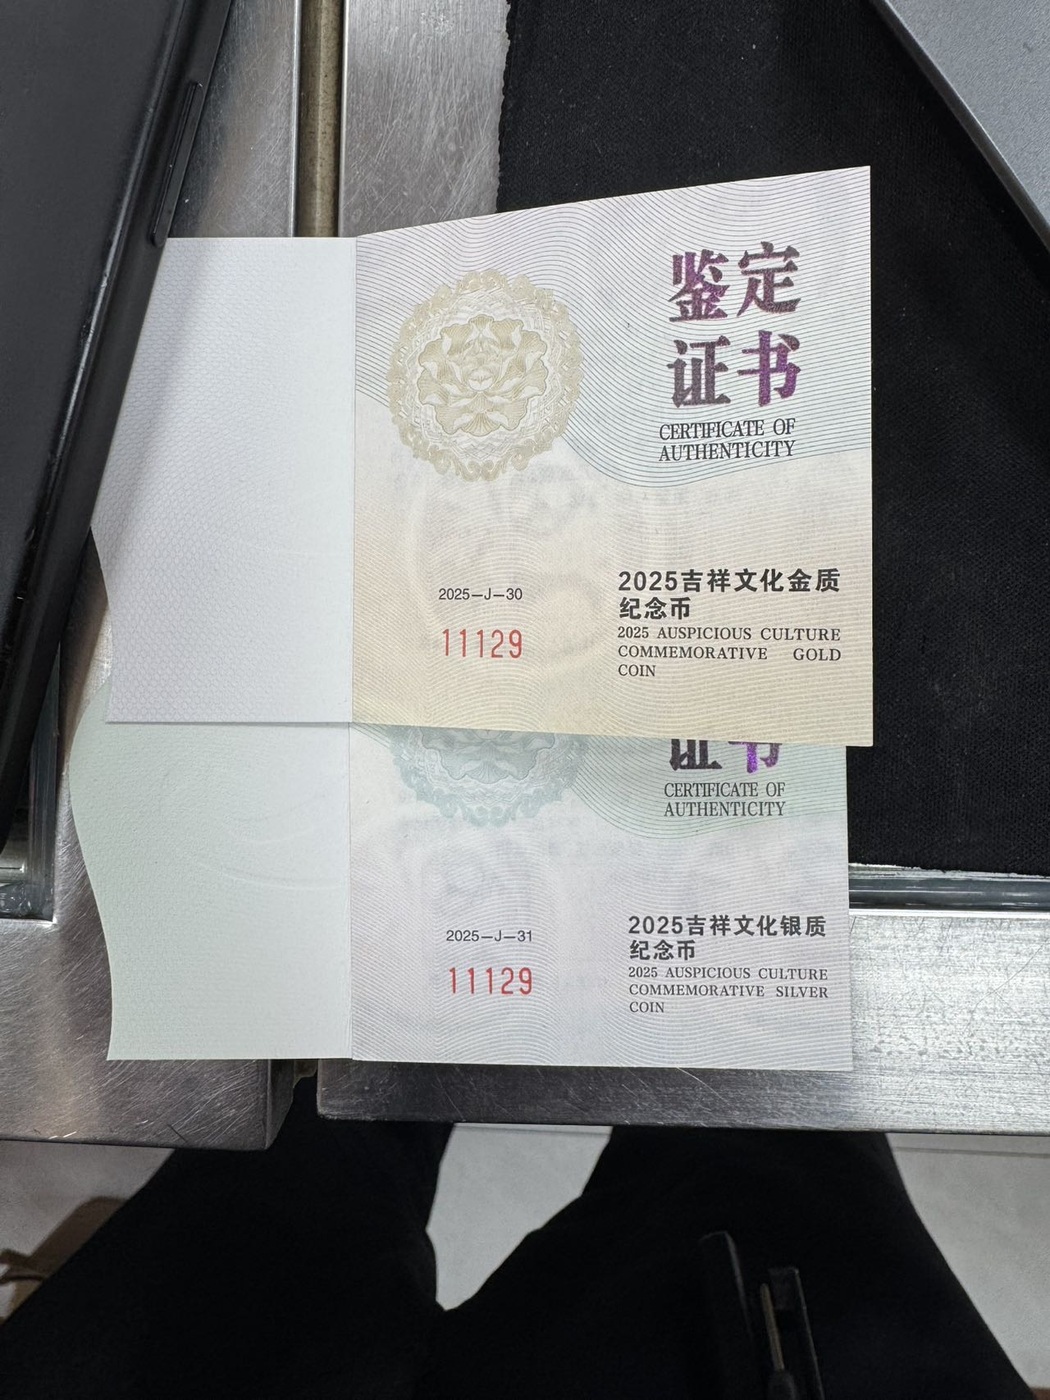 鉴定
证书
CERTIFICATE OF
AUTHENTICITY
2025—J—30
11129
2025吉祥文化金质
纪念币
2025 AUSPICIOUS CULTURE
COMMEMORATIVE GOLD
COIN
证书
CERTIFICATE OF
AUTHENTICITY
2025—J—31
11129
2025吉祥文化银质
纪念币
2025 AUSPICIOUS CULTURE
COMMEMORATIVE SILVER
COIN